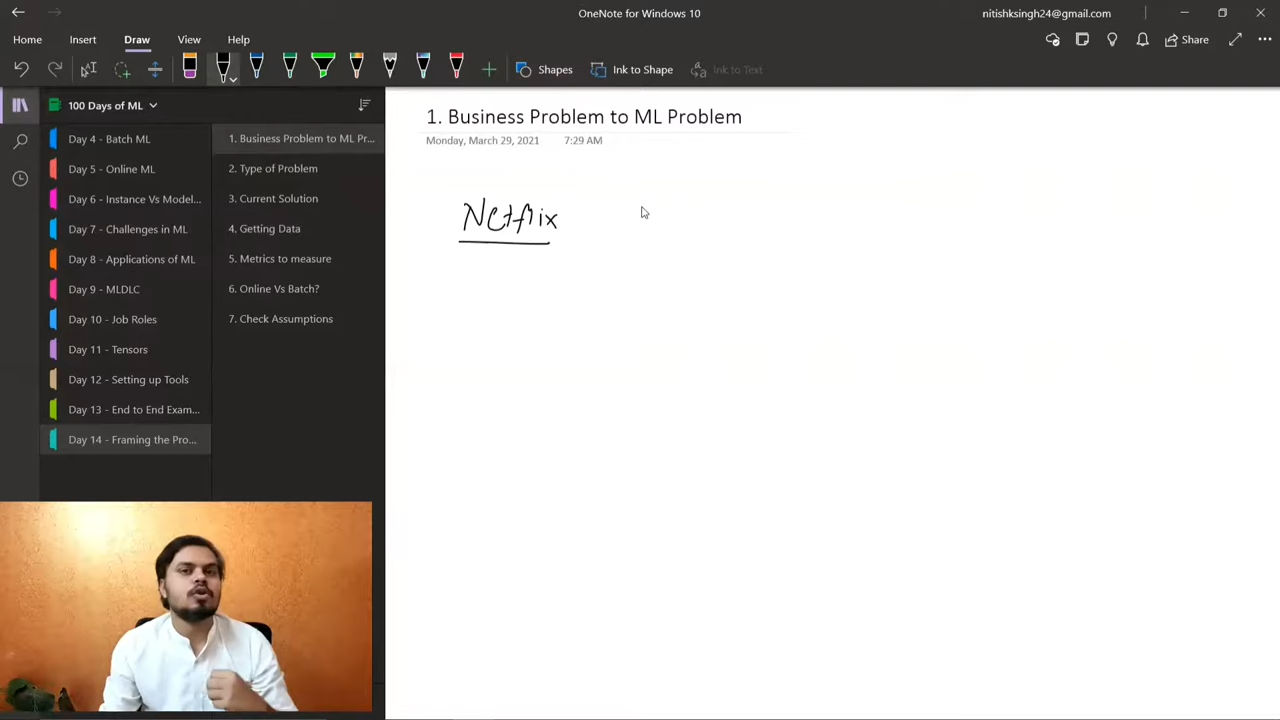 OneNote for Windows 10
nitishksingh24@gmail.com
Home
Insert
Draw
View
Help
Share
Shapes
Ink to Shape
Ink to Text
100 Days of ML
Day 4 - Batch ML
Day 5 - Online ML
Day 6 - Instance Vs Model...
Day 7 - Challenges in ML
Day 8 - Applications of ML
Day 9 - MLDLC
Day 10 - Job Roles
Day 11 - Tensors
Day 12 - Setting up Tools
Day 13 - End to End Exam...
Day 14 - Framing the Pro...
1. Business Problem to ML Pr...
2. Type of Problem
3. Current Solution
4. Getting Data
5. Metrics to measure
6. Online Vs Batch?
7. Check Assumptions
1. Business Problem to ML Problem
Monday, March 29, 2021 7:29 AM
Netflix